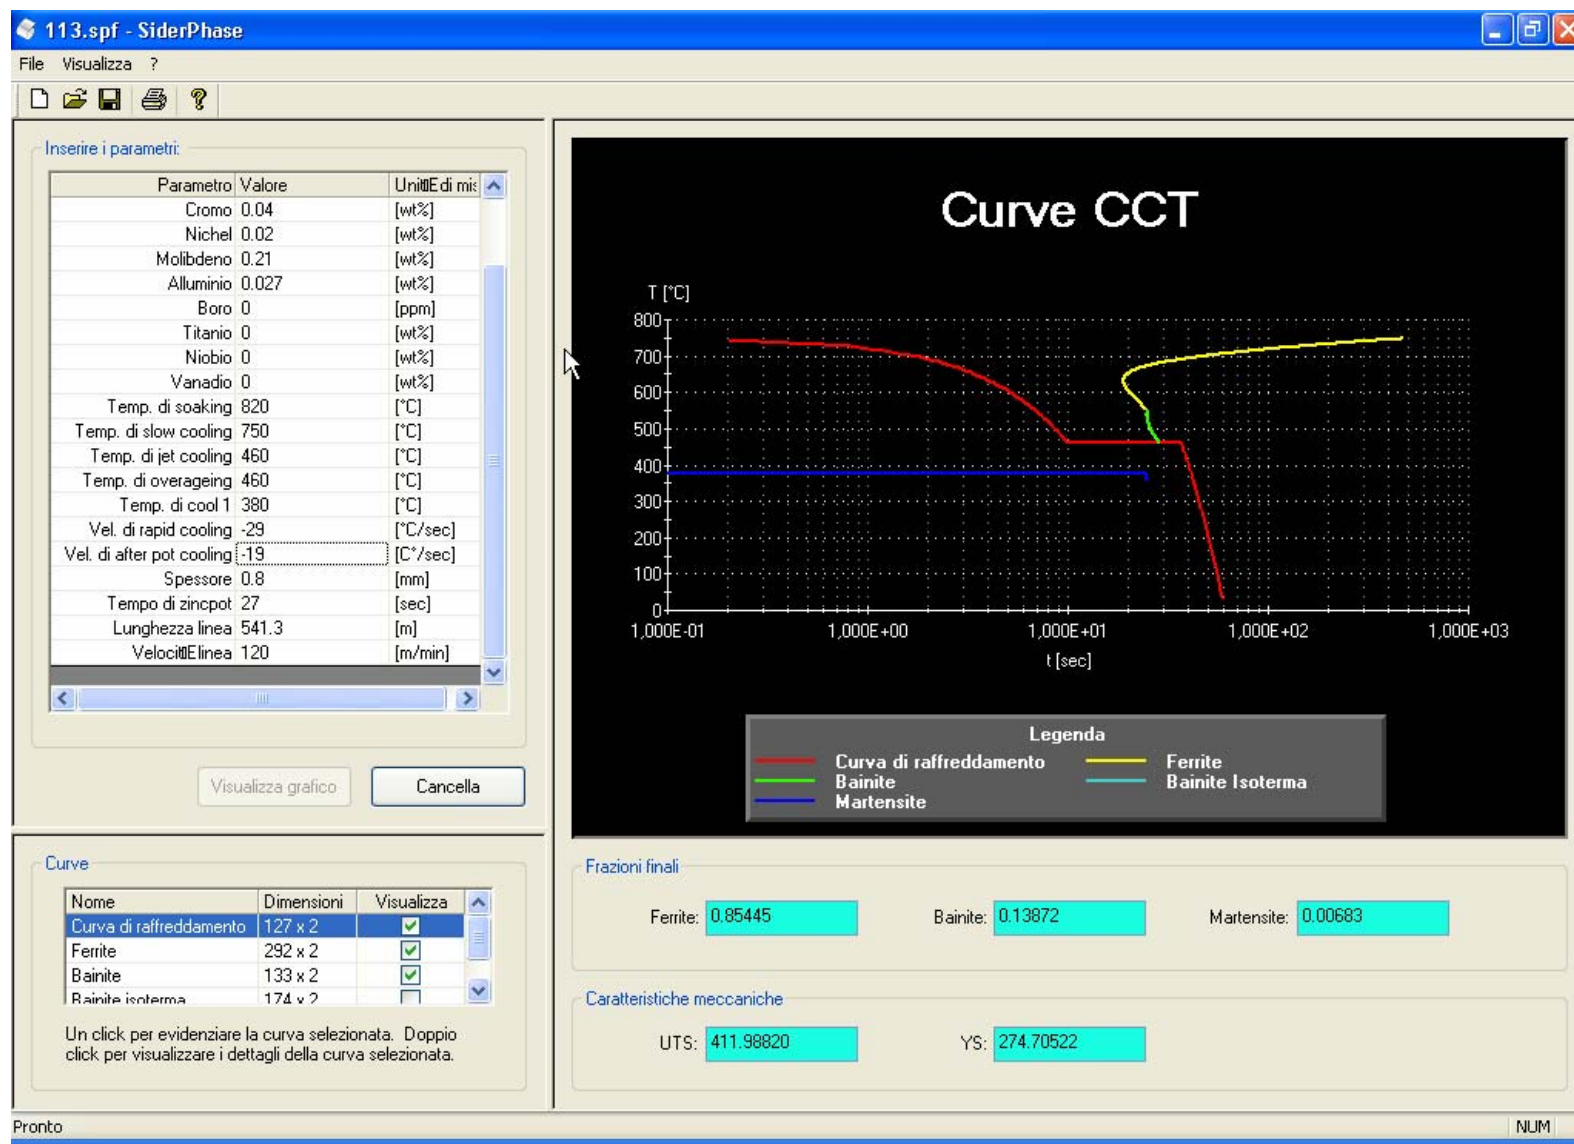 113.spf - SiderPhase
File Visualizza ?
Inserire i parametri:
Parametro Valore
Cromo 0.04 [wt%]
Nichel 0.02 [wt%]
Molibdeno 0.21 [wt%]
Alluminio 0.027 [wt%]
Boro 0 [ppm]
Titanio 0 [wt%]
Niobio 0 [wt%]
Vanadio 0 [wt%]
Temp. di soaking 820 [°C]
Temp. di slow cooling 750 [°C]
Temp. di jet cooling 460 [°C]
Temp. di overageing 460 [°C]
Temp. di cool 1 380 [°C]
Vel. di rapid cooling -29 [°C/sec]
Vel. di after pot cooling -19 [C°/sec]
Spessore 0.8 [mm]
Tempo di zincpot 27 [sec]
Lunghezza linea 541.3 [m]
120 [m/min]
Visualizza grafico Cancella
Curve
Nome Dimensioni Visualizza
Curva di raffreddamento 127 x 2
Ferrite 292 x 2
Bainite 133 x 2
Bainite isoterma 174 x 2
Un click per evidenziare la curva selezionata. Doppio
click per visualizzare i dettagli della curva selezionata.
Curve CCT
T [°C]
800
700
600
500
400
300
200
100
0
1,000E-01 1,000E+00 1,000E+01 1,000E+02 1,000E+03
t [sec]
Legenda
Curva di raffreddamento Ferrite
Bainite Bainite Isoterma
Martensite
Frazioni finali
Ferrite: 0.85445 Bainite: 0.13872 Martensite: 0.00683
Caratteristiche meccaniche
UTS: 411.98820 YS: 274.70522
Pronto NUM